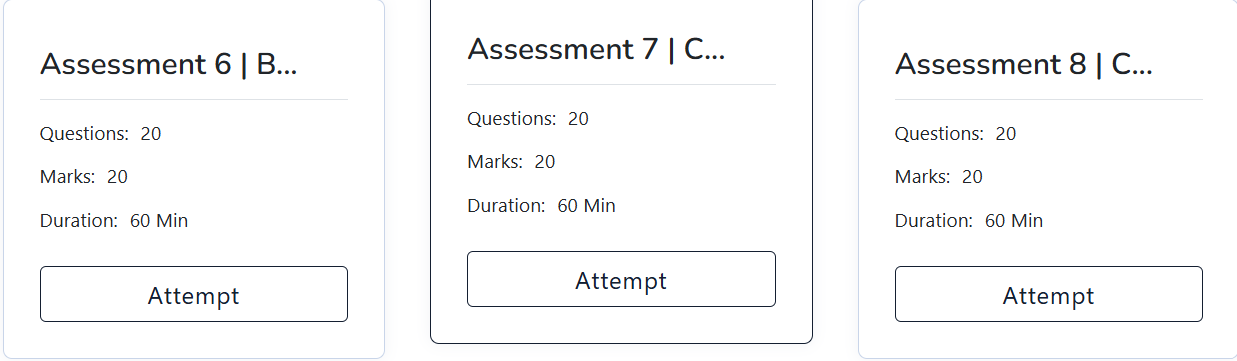 Assessment 6 | B...
Questions: 20
Marks: 20
Duration: 60 Min
Attempt
Assessment 7 | C...
Questions: 20
Marks: 20
Duration: 60 Min
Attempt
Assessment 8 | C...
Questions: 20
Marks: 20
Duration: 60 Min
Attempt